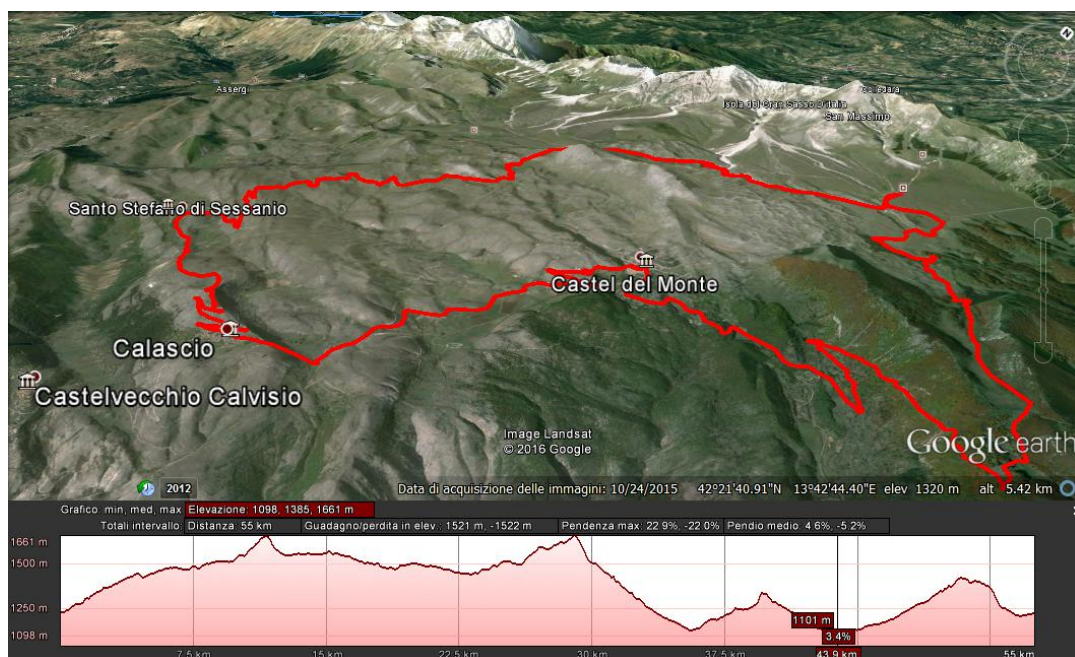 N
Assergi
Colledara
Isola del Gran Sasso D'Italia
San Massimo
Santo Stefano di Sessanio
Castel del Monte
Calascio
Castelvecchio Calvisio
Image Landsat
© 2016 Google
Google earth
2012
Data di acquisizione delle immagini: 10/24/2015 42°21'40.91"N 13°42'44.40"E elev 1320 m alt 5.42 km
Grafico: min, med, max Elevazione: 1098, 1385, 1661 m
Totali intervallo: Distanza: 55 km Guadagno/perdita in elev.: 1521 m, -1522 m Pendenza max: 22.9%, -22.0% Pendio medio: 4.6%, -5.2%
1661 m
1500 m
1250 m
1101 m
1098 m
3.4%
7.5 km 15 km 22.5 km 30 km 37.5 km 43.9 km 55 km